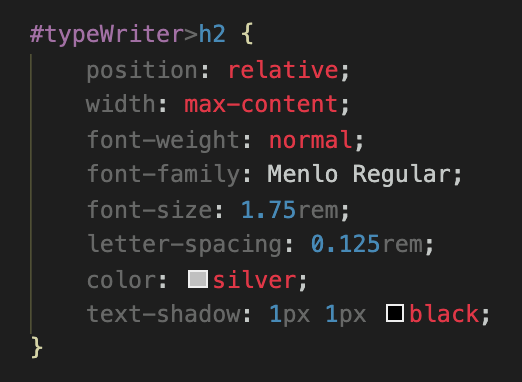 #typeWriter>h2 {
    position: relative;
    width: max-content;
    font-weight: normal;
    font-family: Menlo Regular;
    font-size: 1.75rem;
    letter-spacing: 0.125rem;
    color: silver;
    text-shadow: 1px 1px black;
}